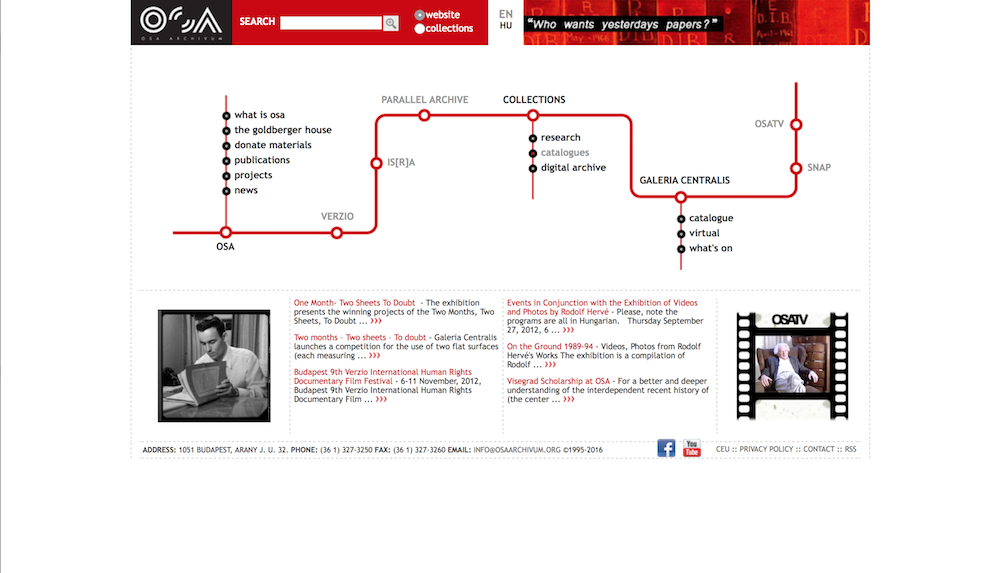 OSA ARCHIVUM
SEARCH
website
collections
EN
HU
"Who wants yesterdays papers?"
what is osa
the goldberger house
donate materials
publications
projects
news
OSA
VERZIO
IS[R]A
PARALLEL ARCHIVE
COLLECTIONS
research
catalogues
digital archive
GALERIA CENTRALIS
catalogue
virtual
what's on
OSATV
SNAP
One Month- Two Sheets To Doubt - The exhibition
presents the winning projects of the Two Months, Two
Sheets, To Doubt ... ›››
Two months - Two sheets - To doubt - Galeria Centralis
launches a competition for the use of two flat surfaces
(each measuring ... ›››
Budapest 9th Verzio International Human Rights
Documentary Film Festival - 6-11 November, 2012,
Budapest 9th Verzio International Human Rights
Documentary Film ... ›››
Events in Conjunction with the Exhibition of Videos
and Photos by Rodolf Hervé - Please, note the
programs are all in Hungarian. Thursday September
27, 2012, 6 ... ›››
On the Ground 1989-94 - Videos, Photos from Rodolf
Hervé's Works The exhibition is a compilation of
Rodolf ... ›››
Visegrad Scholarship at OSA - For a better and deeper
understanding of the interdependent recent history of
(the center ... ›››
OSATV
ADDRESS: 1051 BUDAPEST, ARANY J. U. 32. PHONE: (36 1) 327-3250 FAX: (36 1) 327-3260 EMAIL: INFO@OSAARCHIVUM.ORG ©1995-2016
You
Tube
CEU :: PRIVACY POLICY :: CONTACT :: RSS